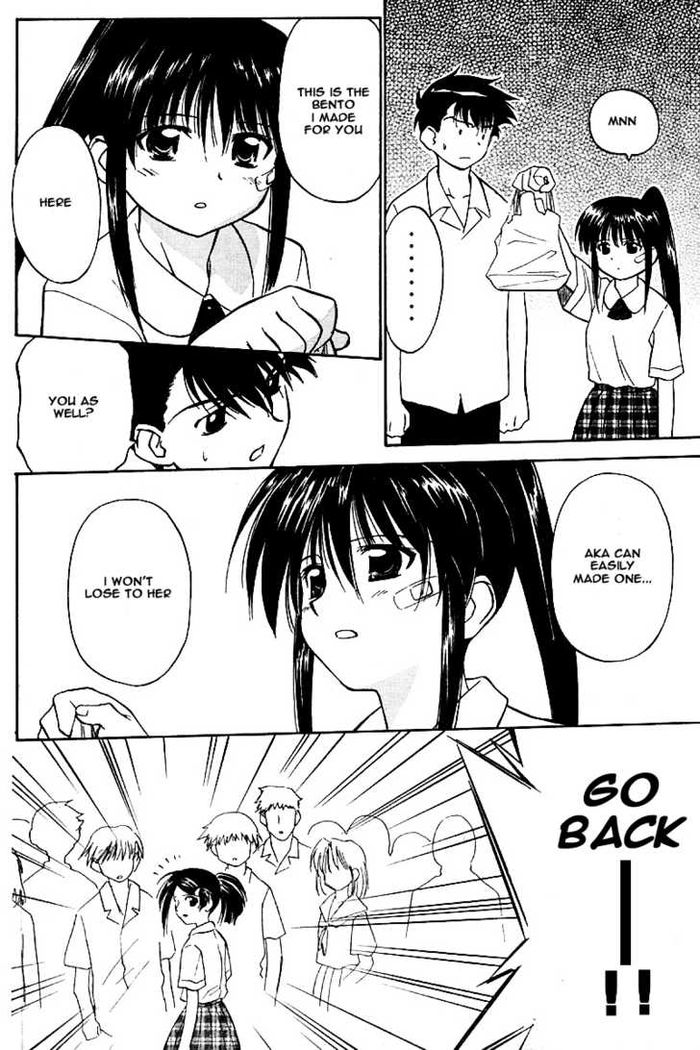 MNN
. . . . . . .
THIS IS THE
BENTO
I MADE
FOR YOU
HERE
YOU AS
WELL?
AKA CAN
EASILY
MADE ONE...
I WON'T
LOSE TO HER
GO
BACK
—
!!